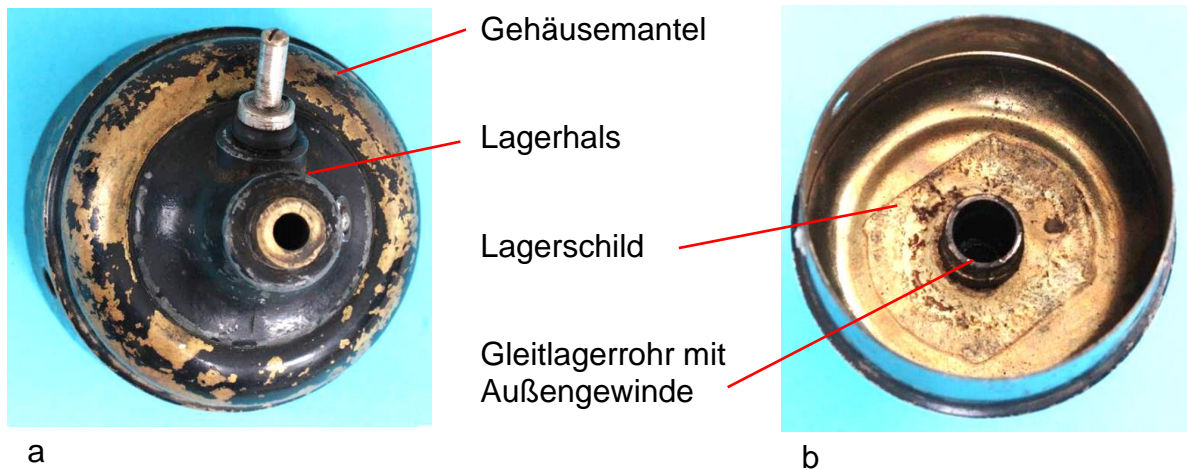 Gehäusemantel
Lagerhals
Lagerschild
Gleitlagerrohr mit
Außengewinde
a
b